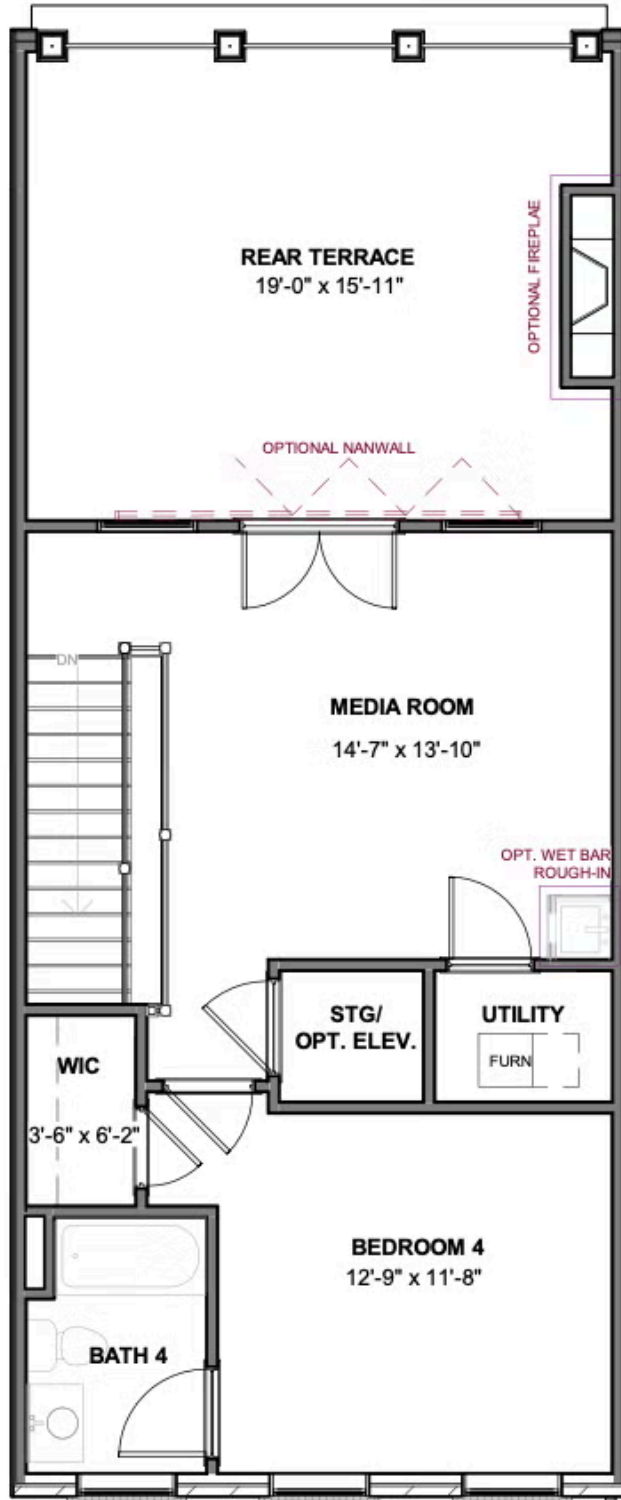 REAR TERRACE
19'-0" x 15'-11"
OPTIONAL FIREPLAE
OPTIONAL NANWALL
DN
MEDIA ROOM
14'-7" x 13'-10"
OPT. WET BAR
ROUGH-IN
STG/
OPT. ELEV.
UTILITY
FURN
WIC
3'-6" x 6'-2"
BEDROOM 4
12'-9" x 11'-8"
BATH 4